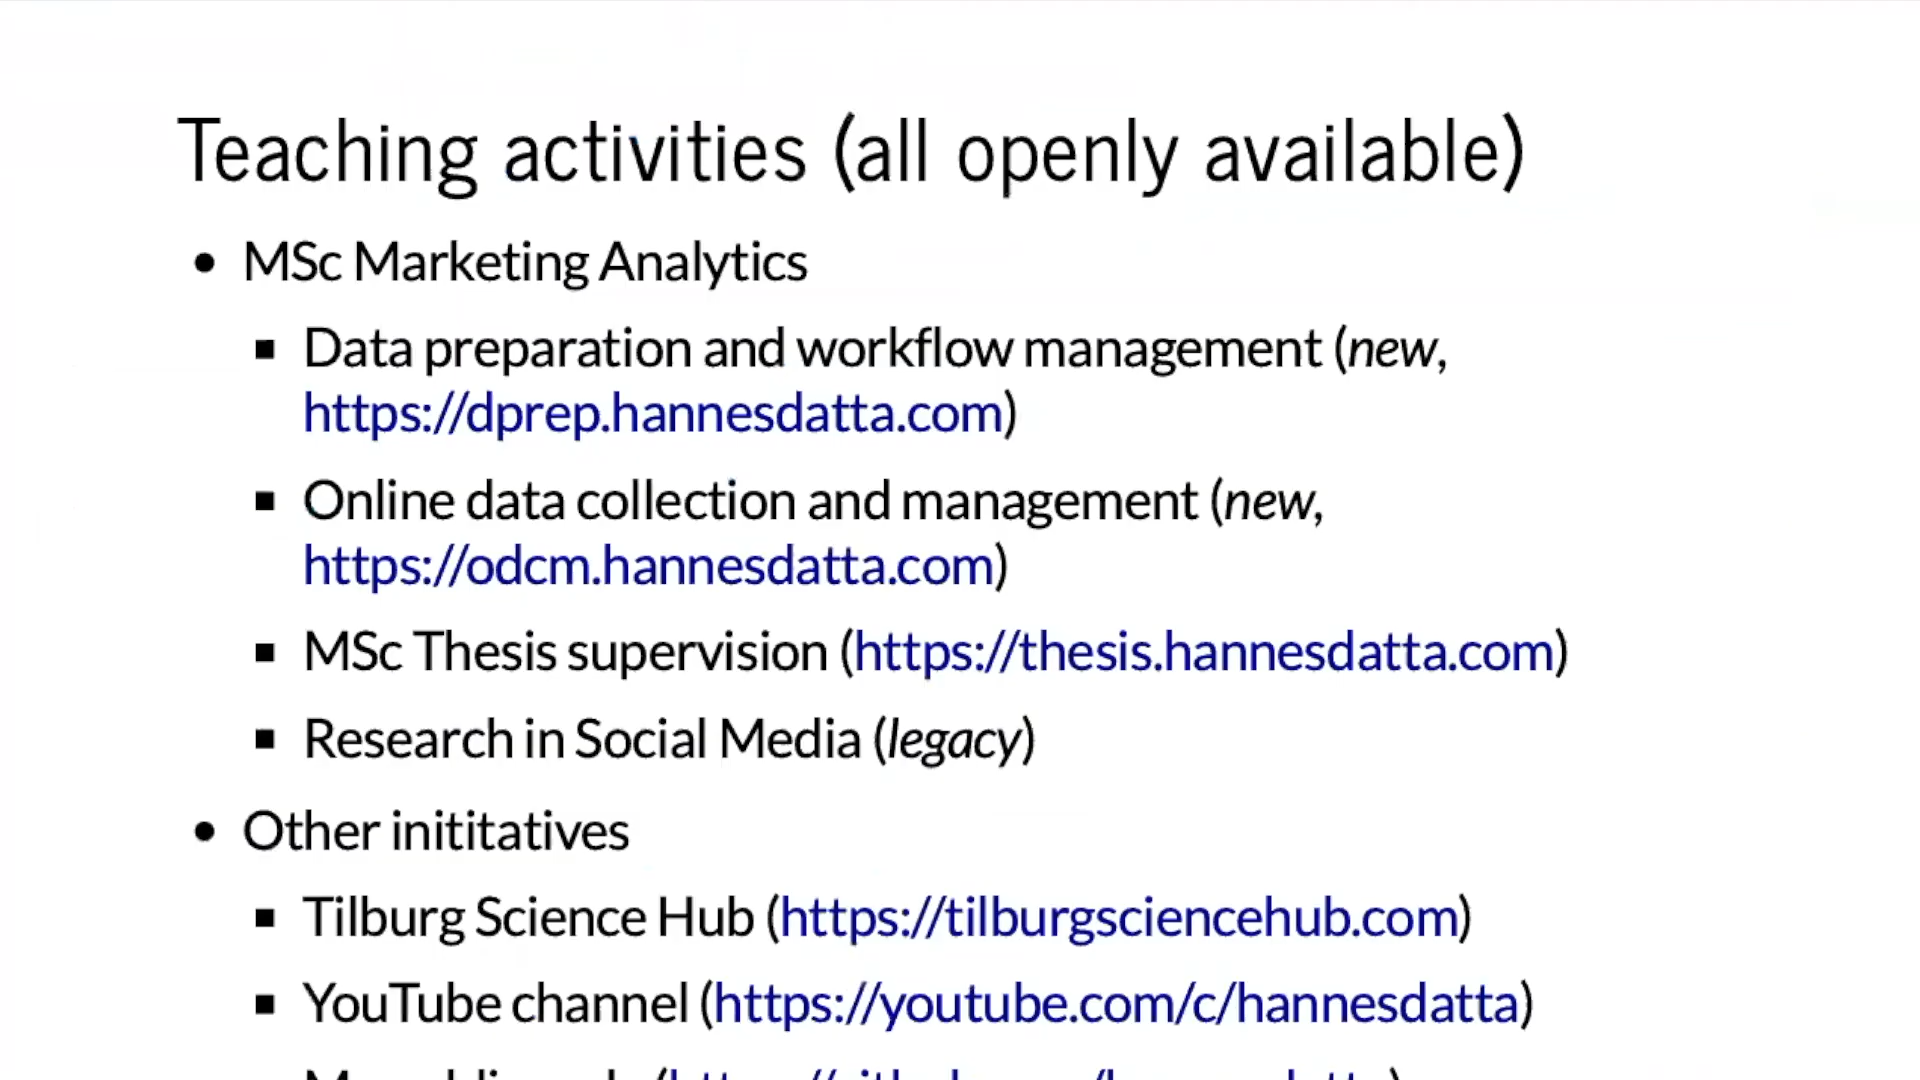 Teaching activities (all openly available)
• MSc Marketing Analytics
▪ Data preparation and workflow management (new,
https://dprep.hannesdatta.com)
▪ Online data collection and management (new,
https://odcm.hannesdatta.com)
▪ MSc Thesis supervision (https://thesis.hannesdatta.com)
▪ Research in Social Media (legacy)
• Other inititatives
▪ Tilburg Science Hub (https://tilburgsciencehub.com)
▪ YouTube channel (https://youtube.com/c/hannesdatta)